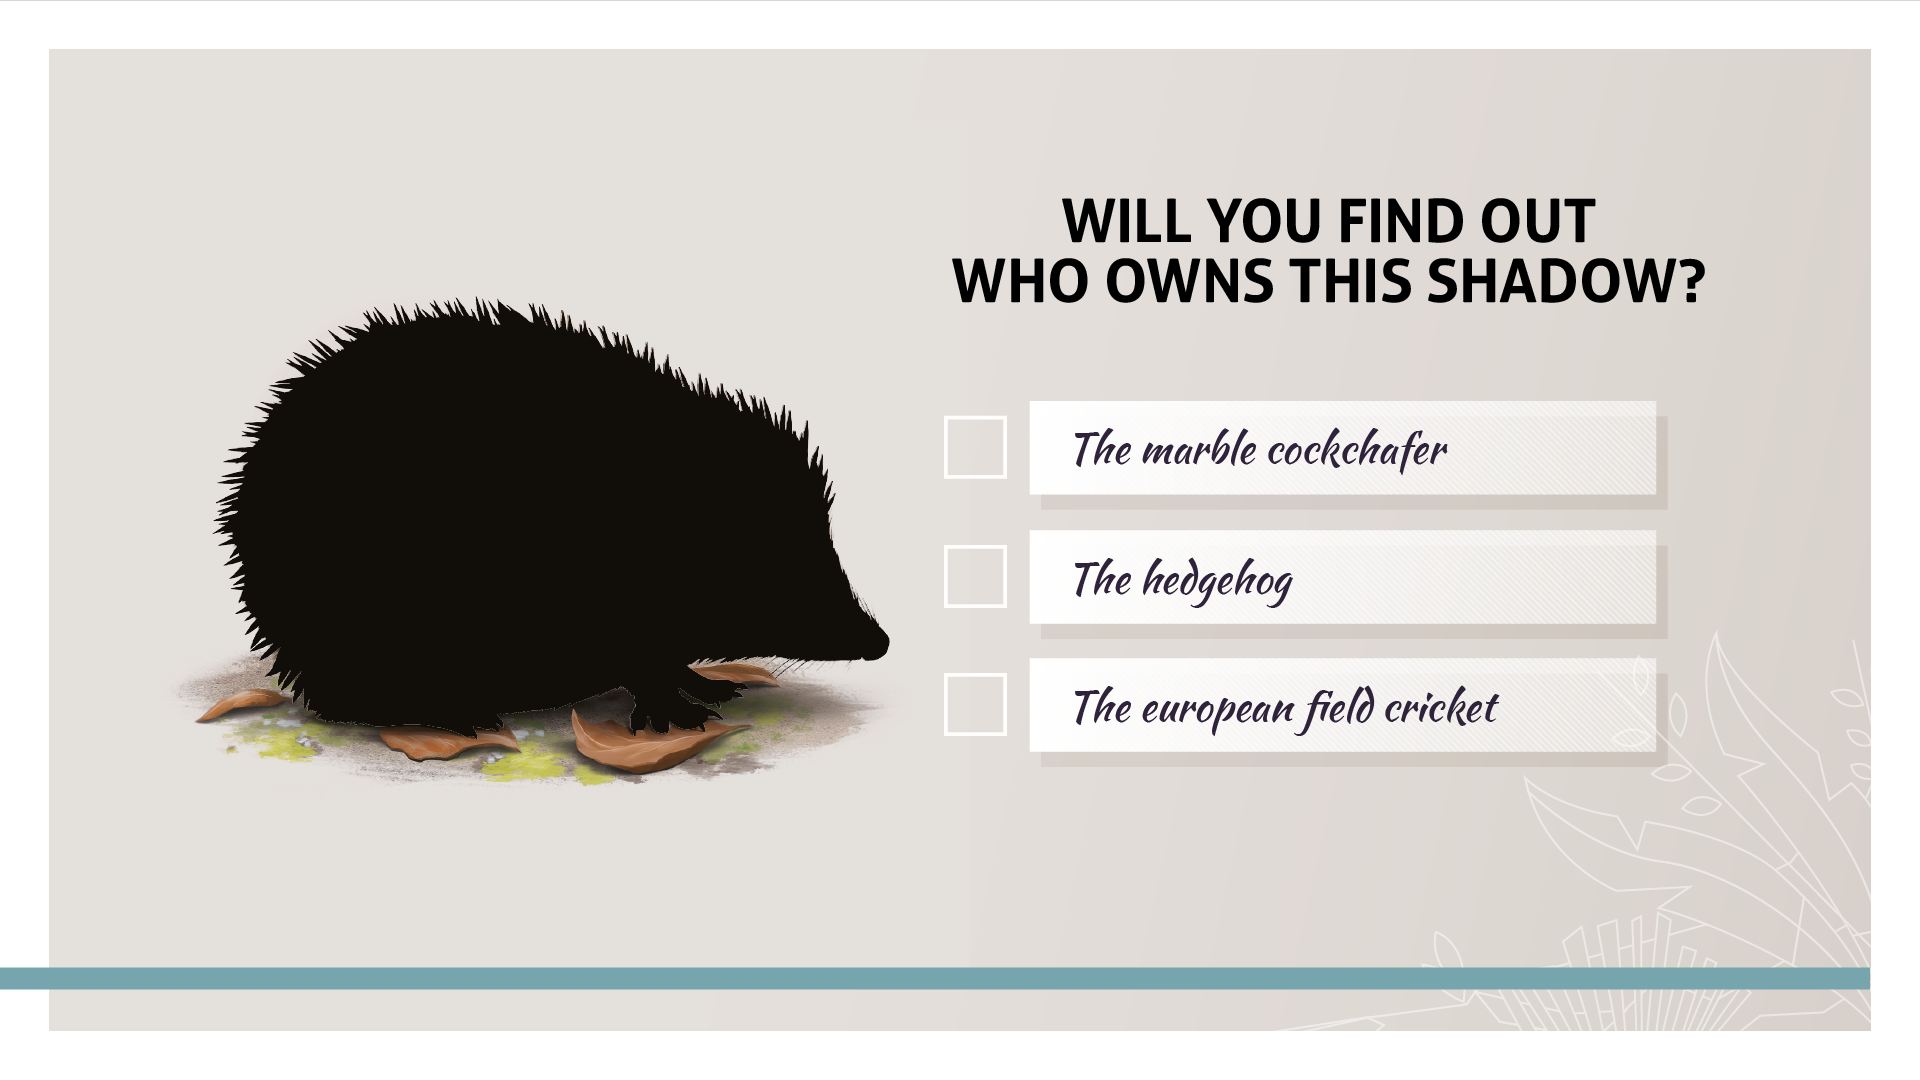 WILL YOU FIND OUT
WHO OWNS THIS SHADOW?
The marble cockchafer
The hedgehog
The european field cricket